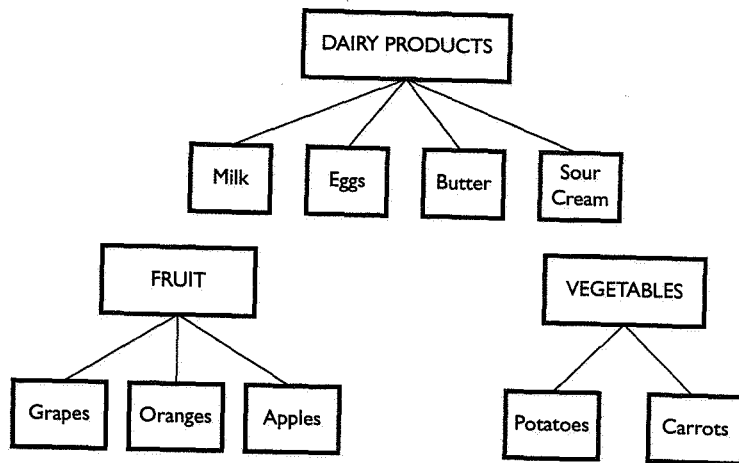 DAIRY PRODUCTS
Milk
Eggs
Butter
Sour
Cream
FRUIT
VEGETABLES
Grapes
Oranges
Apples
Potatoes
Carrots